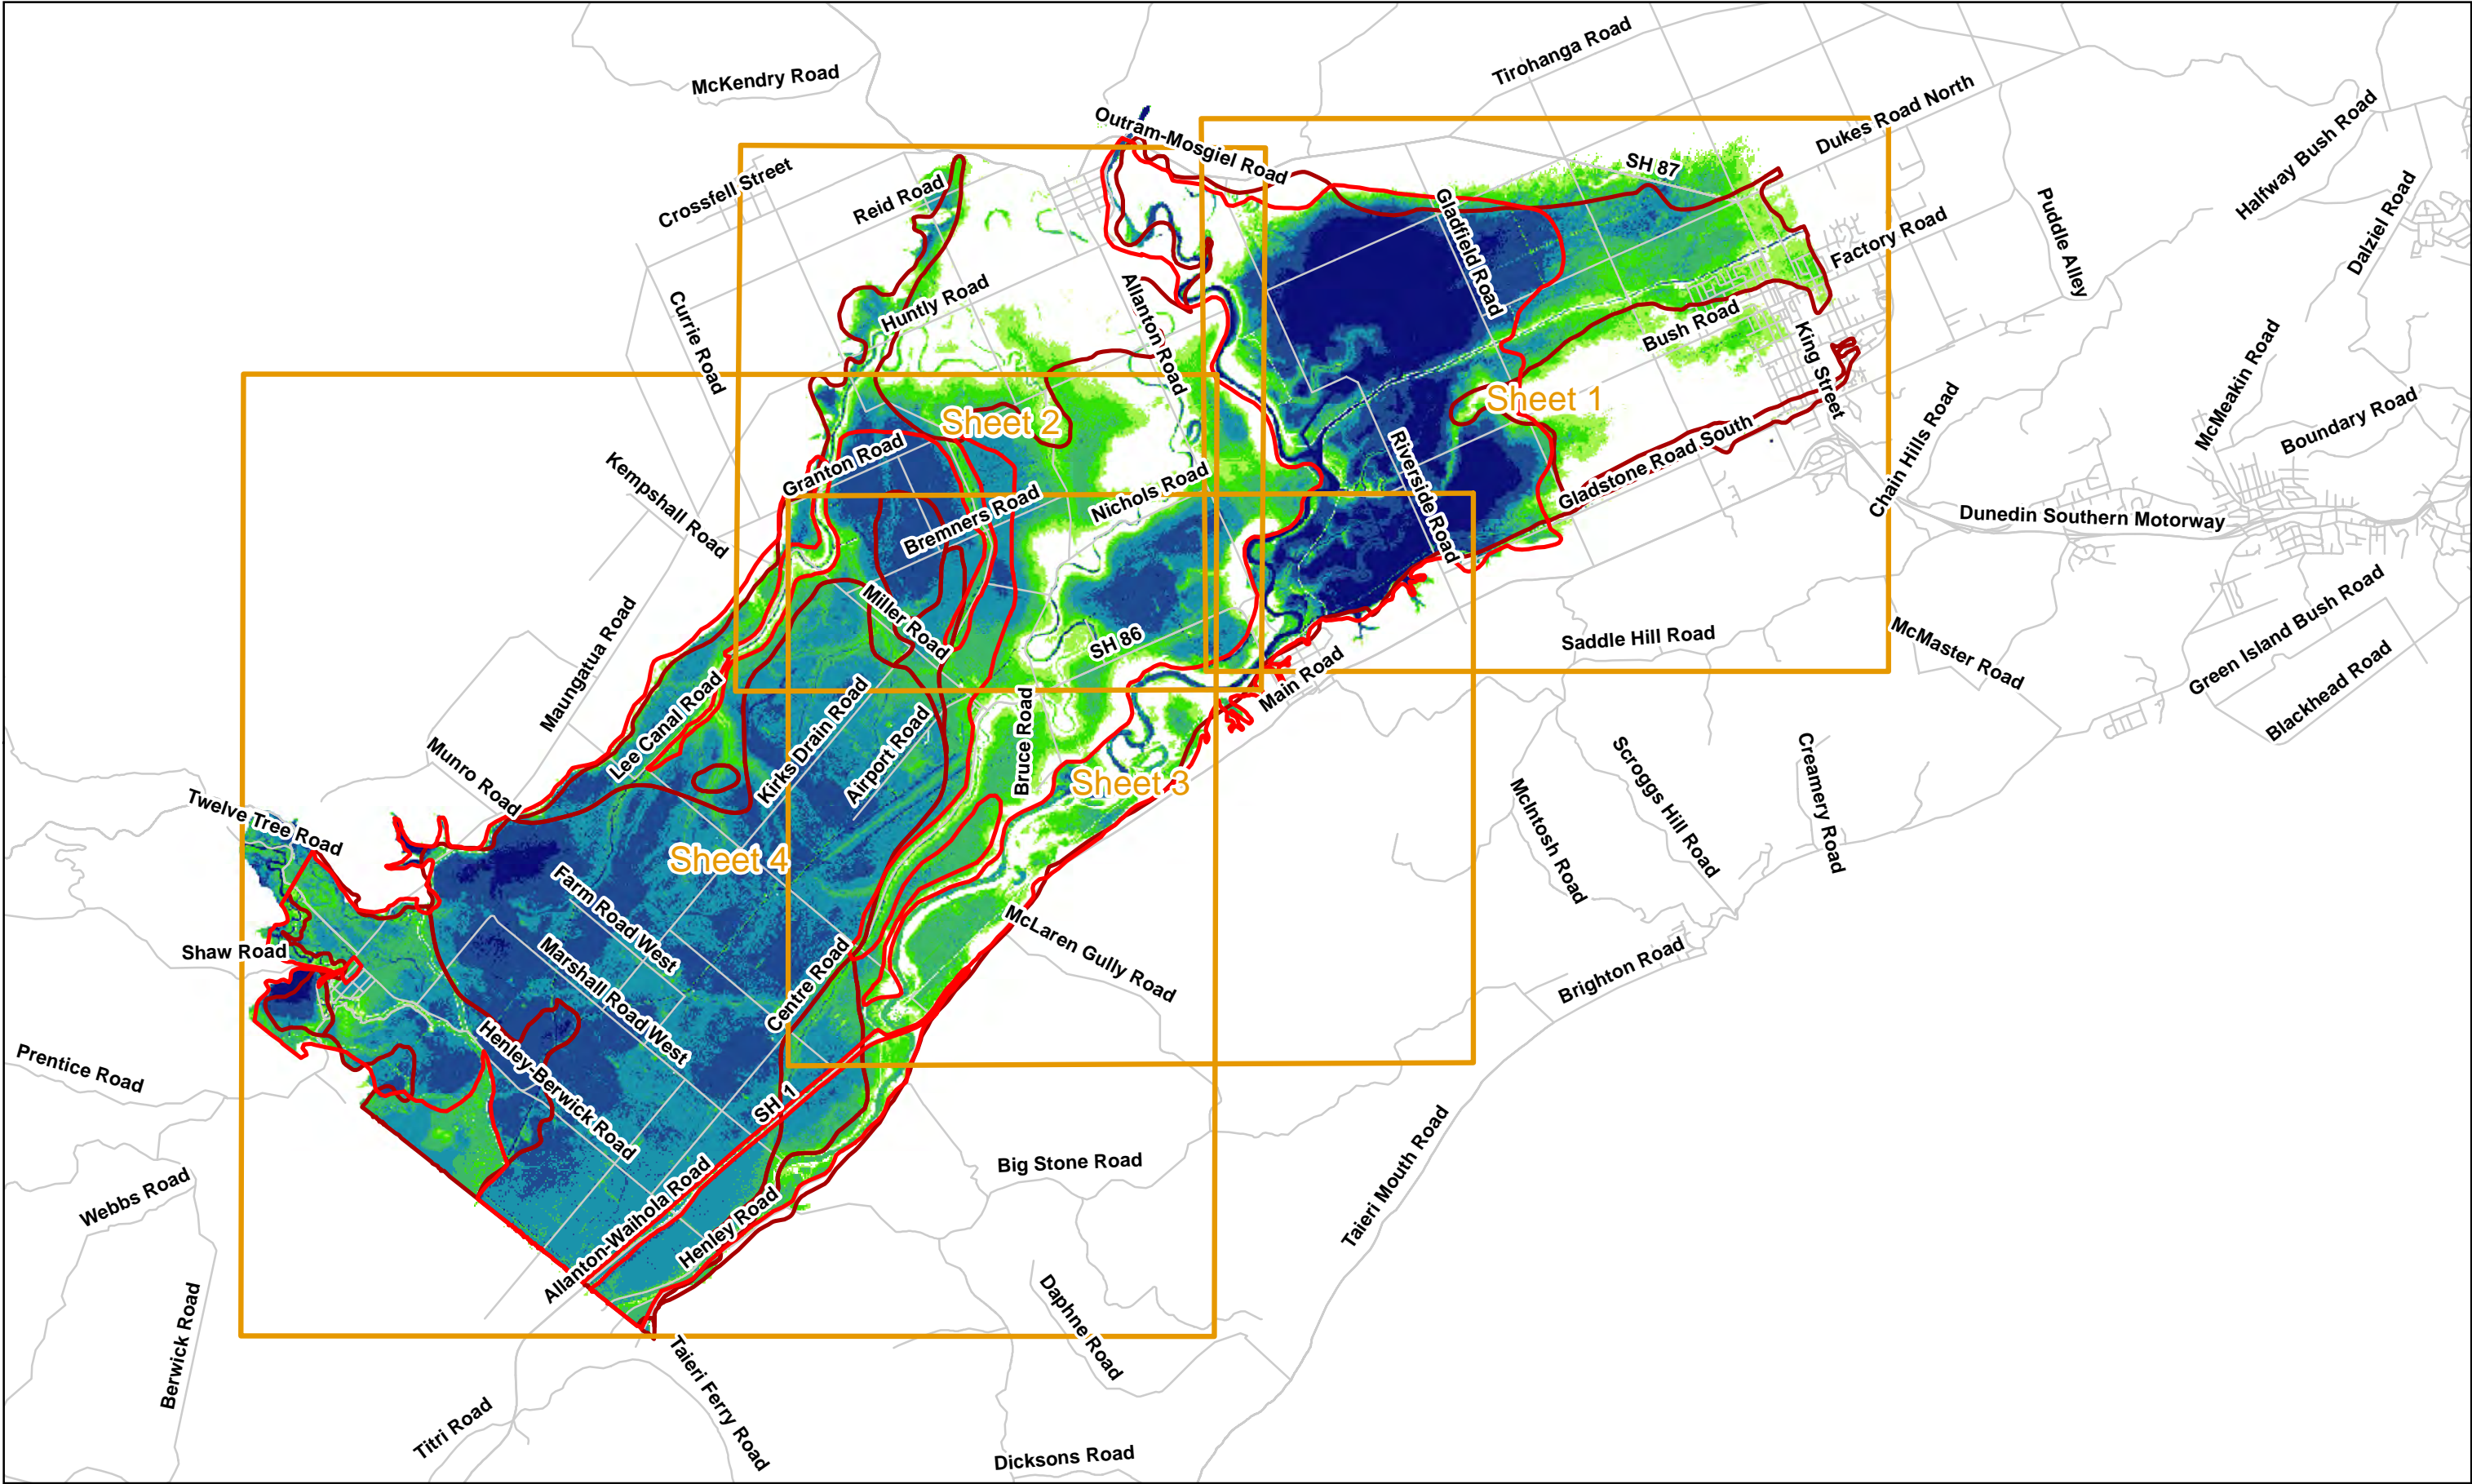 Tirohanga Road
McKendry Road
Dukes Road North
Outram-Mosgiel Road
Halfway Bush Road
SH 87
Crossfell Street
Reid Road
Gladfield Road
Puddle Alley
Dalziel Road
Factory Road
Huntly Road
Allanton Road
Currie Road
Bush Road
King Street
McMeakin Road
Sheet 1
Sheet 2
Boundary Road
Chain Hills Road
Gladstone Road South
Riverside Road
Granton Road
Kempshall Road
Nichols Road
Bremners Road
Dunedin Southern Motorway
Miller Road
SH 86
Saddle Hill Road
Green Island Bush Road
McMaster Road
Blackhead Road
Maungatua Road
Main Road
Lee Canal Road
Kirks Drain Road
Airport Road
Bruce Road
Munro Road
Sheet 3
Scroggs Hill Road
Creamery Road
McIntosh Road
Twelve Tree Road
Sheet 4
Farm Road West
McLaren Gully Road
Shaw Road
Marshall Road West
Centre Road
Brighton Road
Prentice Road
Henley-Berwick Road
SH 1
Big Stone Road
Taieri Mouth Road
Webbs Road
Allanton-Waihola Road
Henley Road
Daphne Road
Berwick Road
Taieri Ferry Road
Titri Road
Dicksons Road